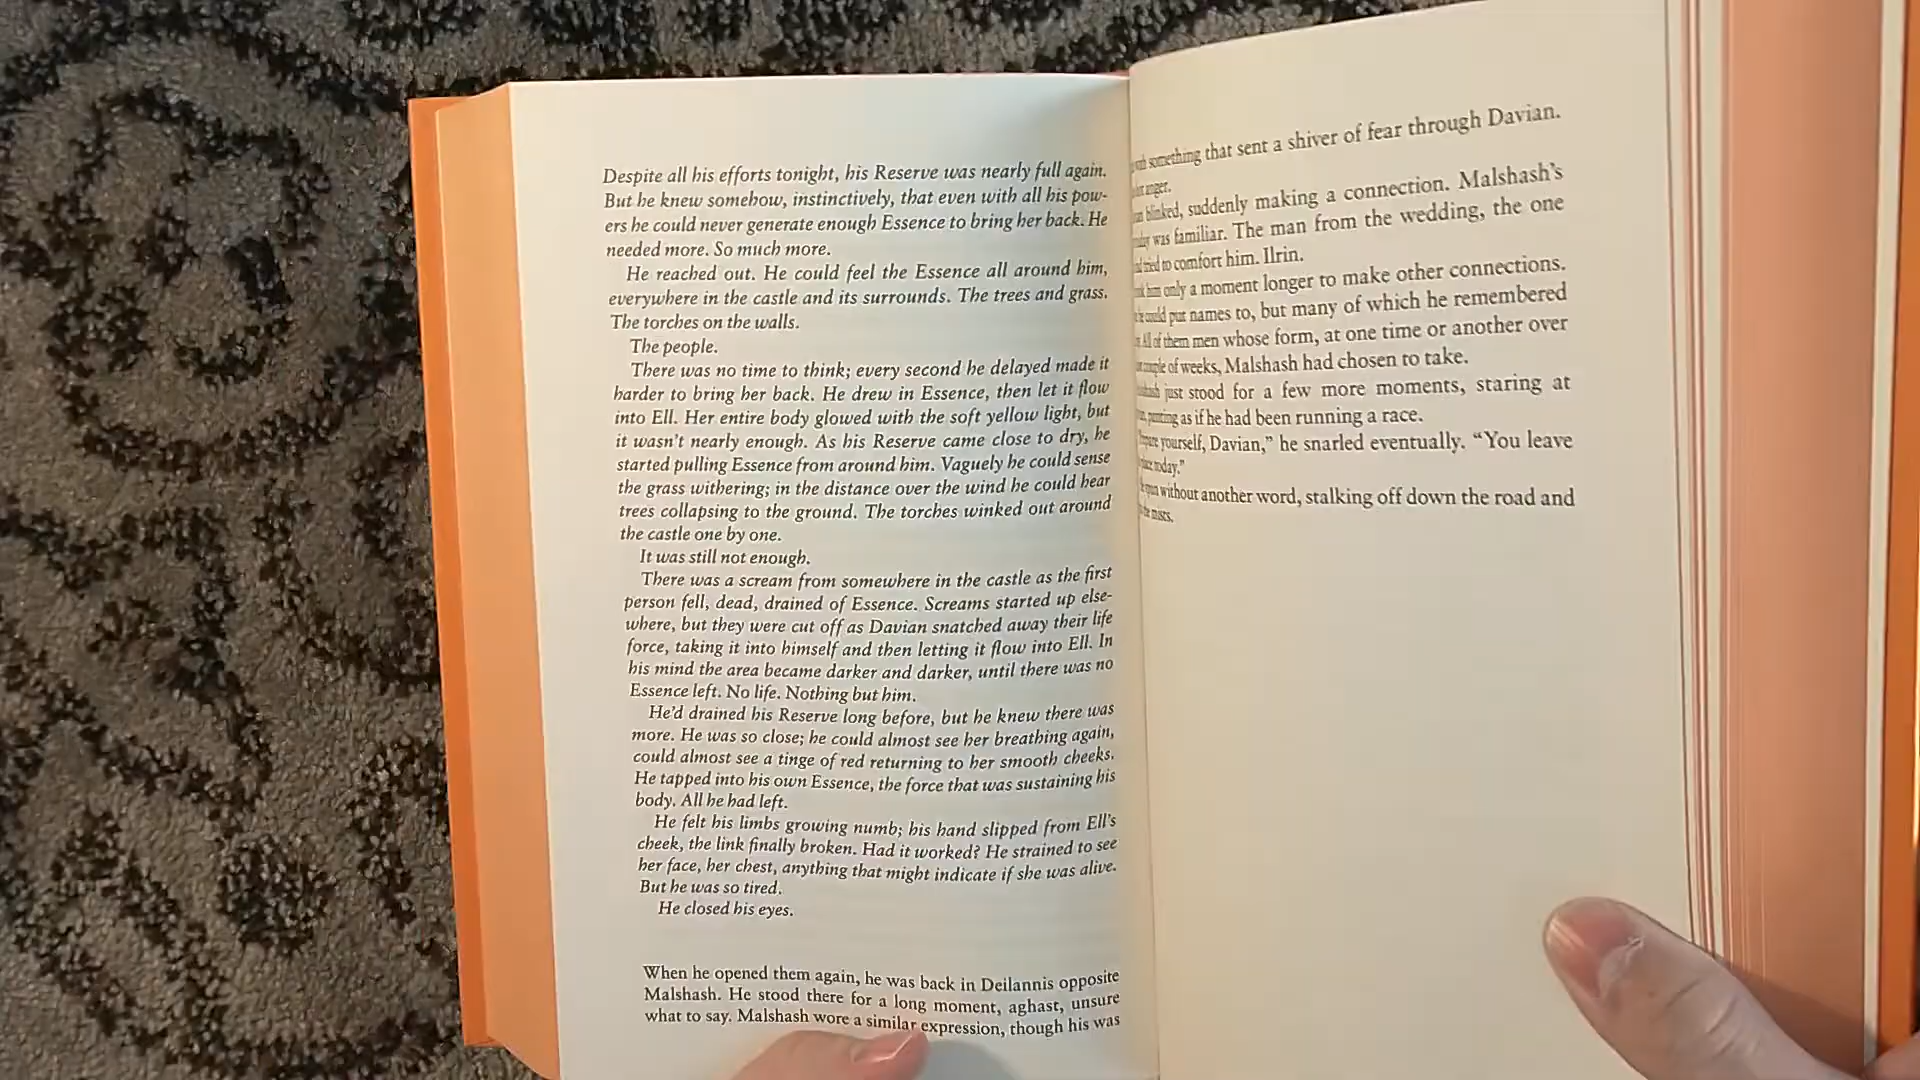 Despite all his efforts tonight, his Reserve was nearly full again.
But he knew somehow, instinctively, that even with all his pow-
ers he could never generate enough Essence to bring her back. He
needed more. So much more.
He reached out. He could feel the Essence all around him,
everywhere in the castle and its surrounds. The trees and grass.
The torches on the walls.
The people.
There was no time to think; every second he delayed made it
harder to bring her back. He drew in Essence, then let it flow
into Ell. Her entire body glowed with the soft yellow light, but
it wasn't nearly enough. As his Reserve came close to dry, he
started pulling Essence from around him. Vaguely he could sense
the grass withering; in the distance over the wind he could hear
trees collapsing to the ground. The torches winked out around
the castle one by one.
It was still not enough.
There was a scream from somewhere in the castle as the first
person fell, dead, drained of Essence. Screams started up else-
where, but they were cut off as Davian snatched away their life
force, taking it into himself and then letting it flow into Ell. In
his mind the area became darker and darker, until there was no
Essence left. No life. Nothing but him.
He'd drained his Reserve long before, but he knew there was
more. He was so close; he could almost see her breathing again,
could almost see a tinge of red returning to her smooth cheeks.
He tapped into his own Essence, the force that was sustaining his
body. All he had left.
He felt his limbs growing numb; his hand slipped from Ell's
cheek, the link finally broken. Had it worked? He strained to see
her face, her chest, anything that might indicate if she was alive.
But he was so tired.
He closed his eyes.
When he opened them again, he was back in Deilannis opposite
Malshash. He stood there for a long moment, aghast, unsure
what to say. Malshash wore a similar expression, though his was
something that sent a shiver of fear through Davian.
anger.
blinked, suddenly making a connection. Malshash's
was familiar. The man from the wedding, the one
tried to comfort him. Ilrin.
him only a moment longer to make other connections.
he could put names to, but many of which he remembered
All of them men whose form, at one time or another over
couple of weeks, Malshash had chosen to take.
just stood for a few more moments, staring at
panting as if he had been running a race.
yourself, Davian,” he snarled eventually. “You leave
today.”
without another word, stalking off down the road and
the mists.